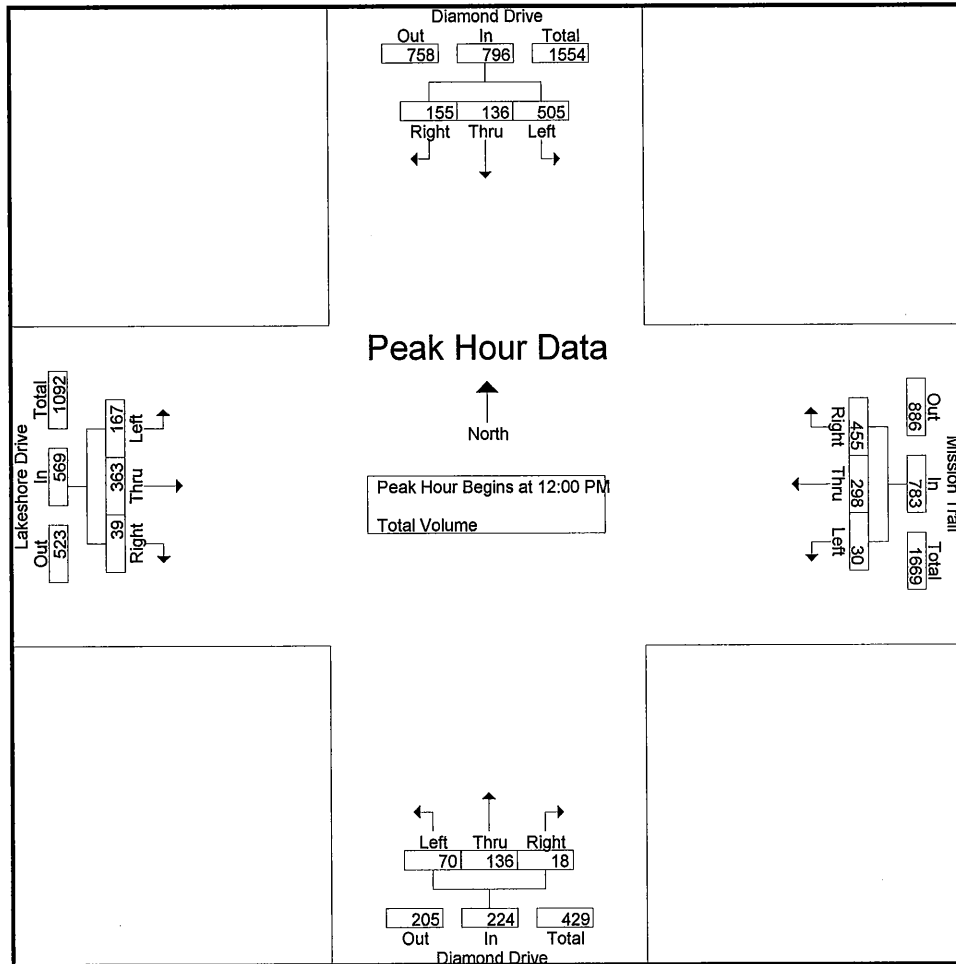 Diamond Drive
Out In Total
758 796 1554
155 136 505
Right Thru Left
Peak Hour Data
North
Peak Hour Begins at 12:00 PM
Total Volume
Lakeshore Drive
Out In Total
523 569 1092
39 363 167
Right Thru Left
Mission Trail
Out In Total
886 783 1669
455 298 30
Right Thru Left
Left Thru Right
70 136 18
205 224 429
Out In Total
Diamond Drive